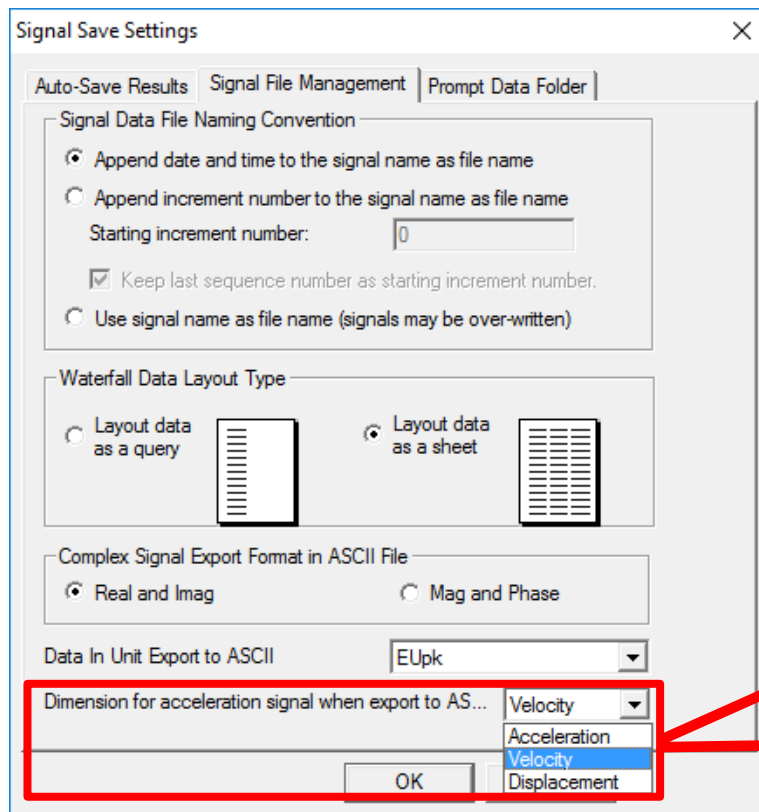 Signal Save Settings
Auto-Save Results Signal File Management Prompt Data Folder
Signal Data File Naming Convention
Append date and time to the signal name as file name
Append increment number to the signal name as file name
Starting increment number: 0
Keep last sequence number as starting increment number.
Use signal name as file name (signals may be over-written)
Waterfall Data Layout Type
Layout data
as a query
Layout data
as a sheet
Complex Signal Export Format in ASCII File
Real and Imag Mag and Phase
Data In Unit Export to ASCII EUpk
Dimension for acceleration signal when export to AS... Velocity
Acceleration
Velocity
Displacement
OK